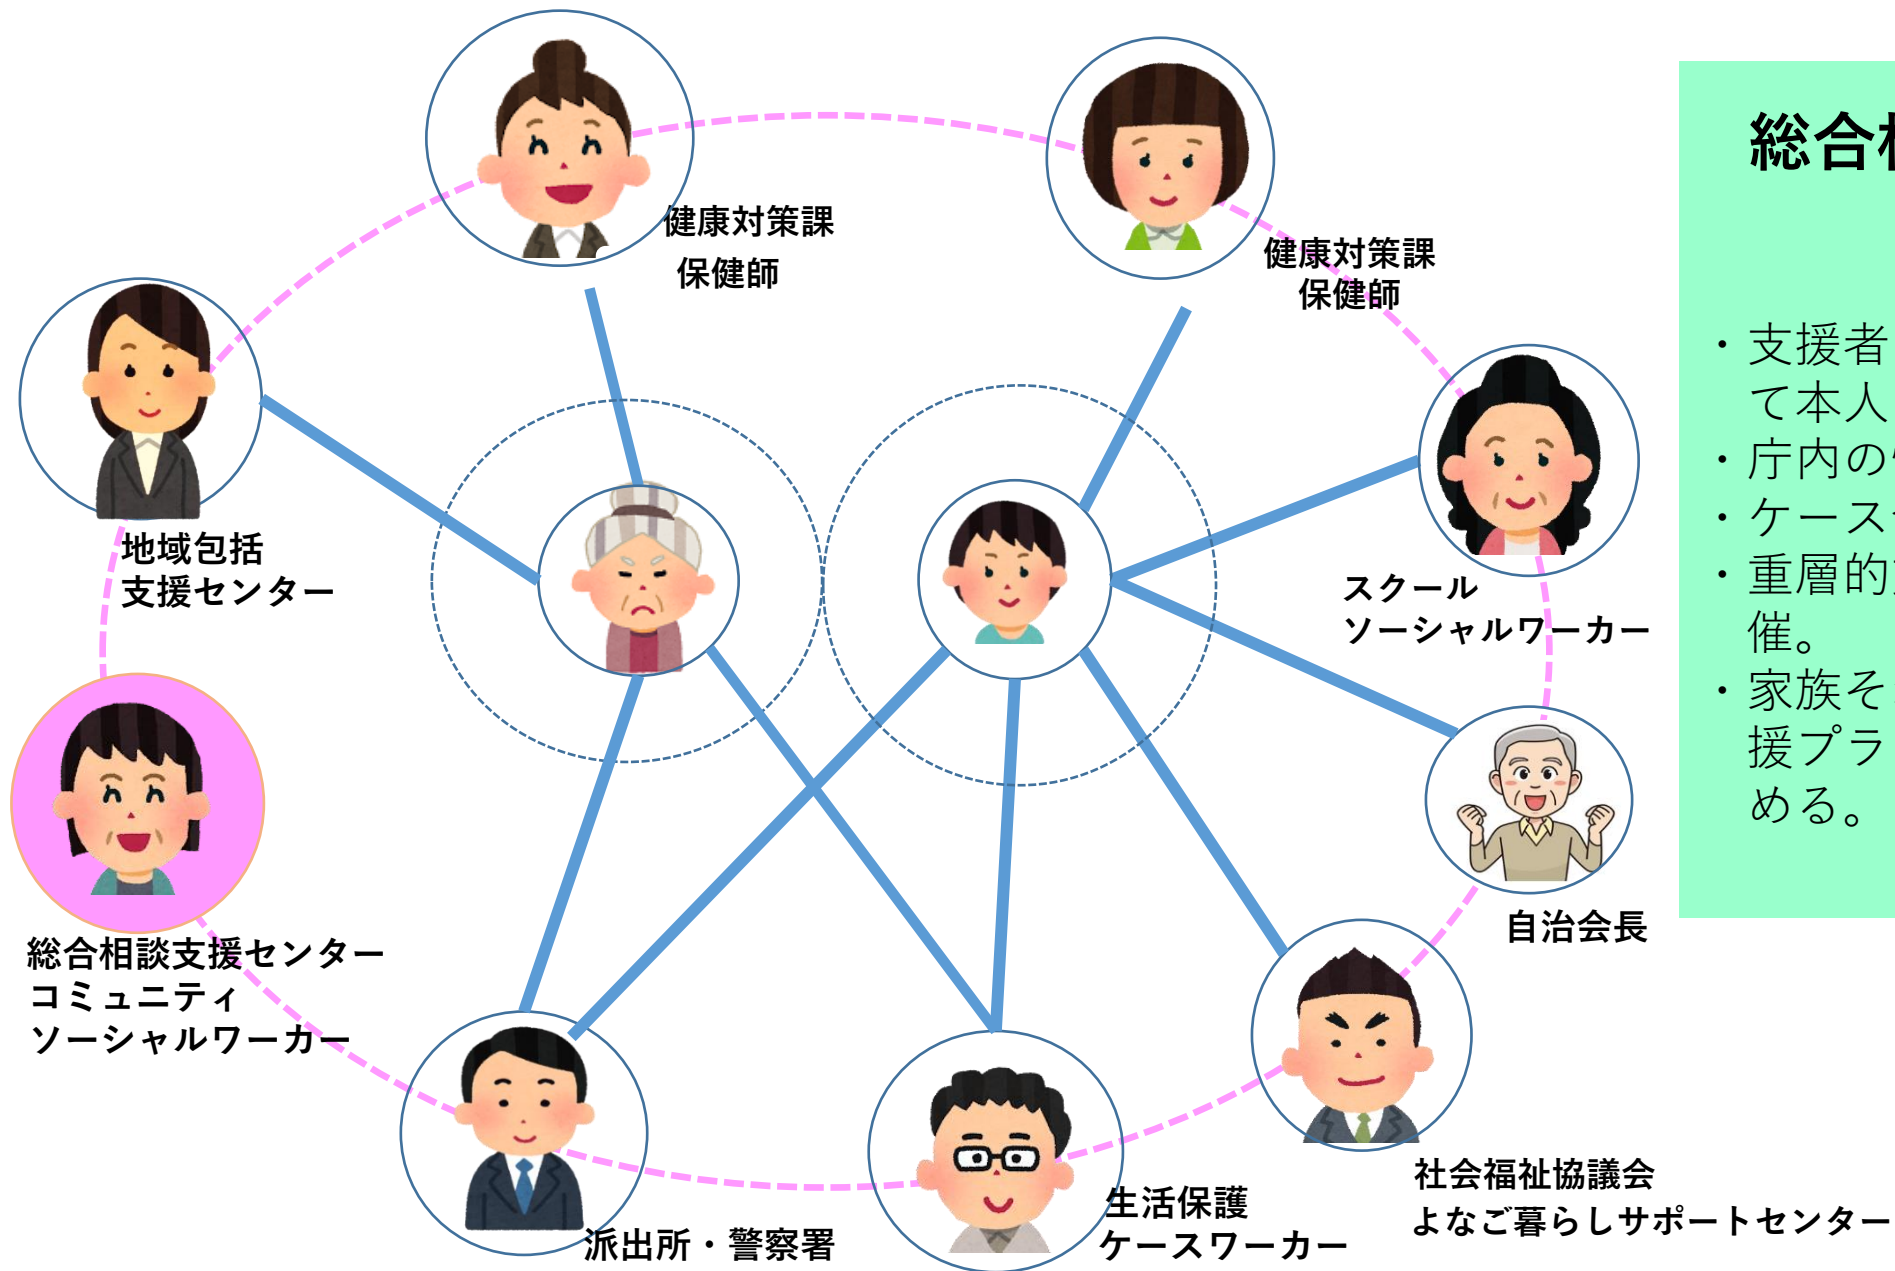 健康対策課
保健師
健康対策課
保健師
地域包括
支援センター
スクール
ソーシャルワーカー
自治会長
総合相談支援センター
コミュニティ
ソーシャルワーカー
派出所・警察署
生活保護
ケースワーカー
社会福祉協議会
よなご暮らしサポートセンター
総合
・支援者
て本人
・庁内の
・ケース
・重層的
催。
・家族そ
援プラ
める。